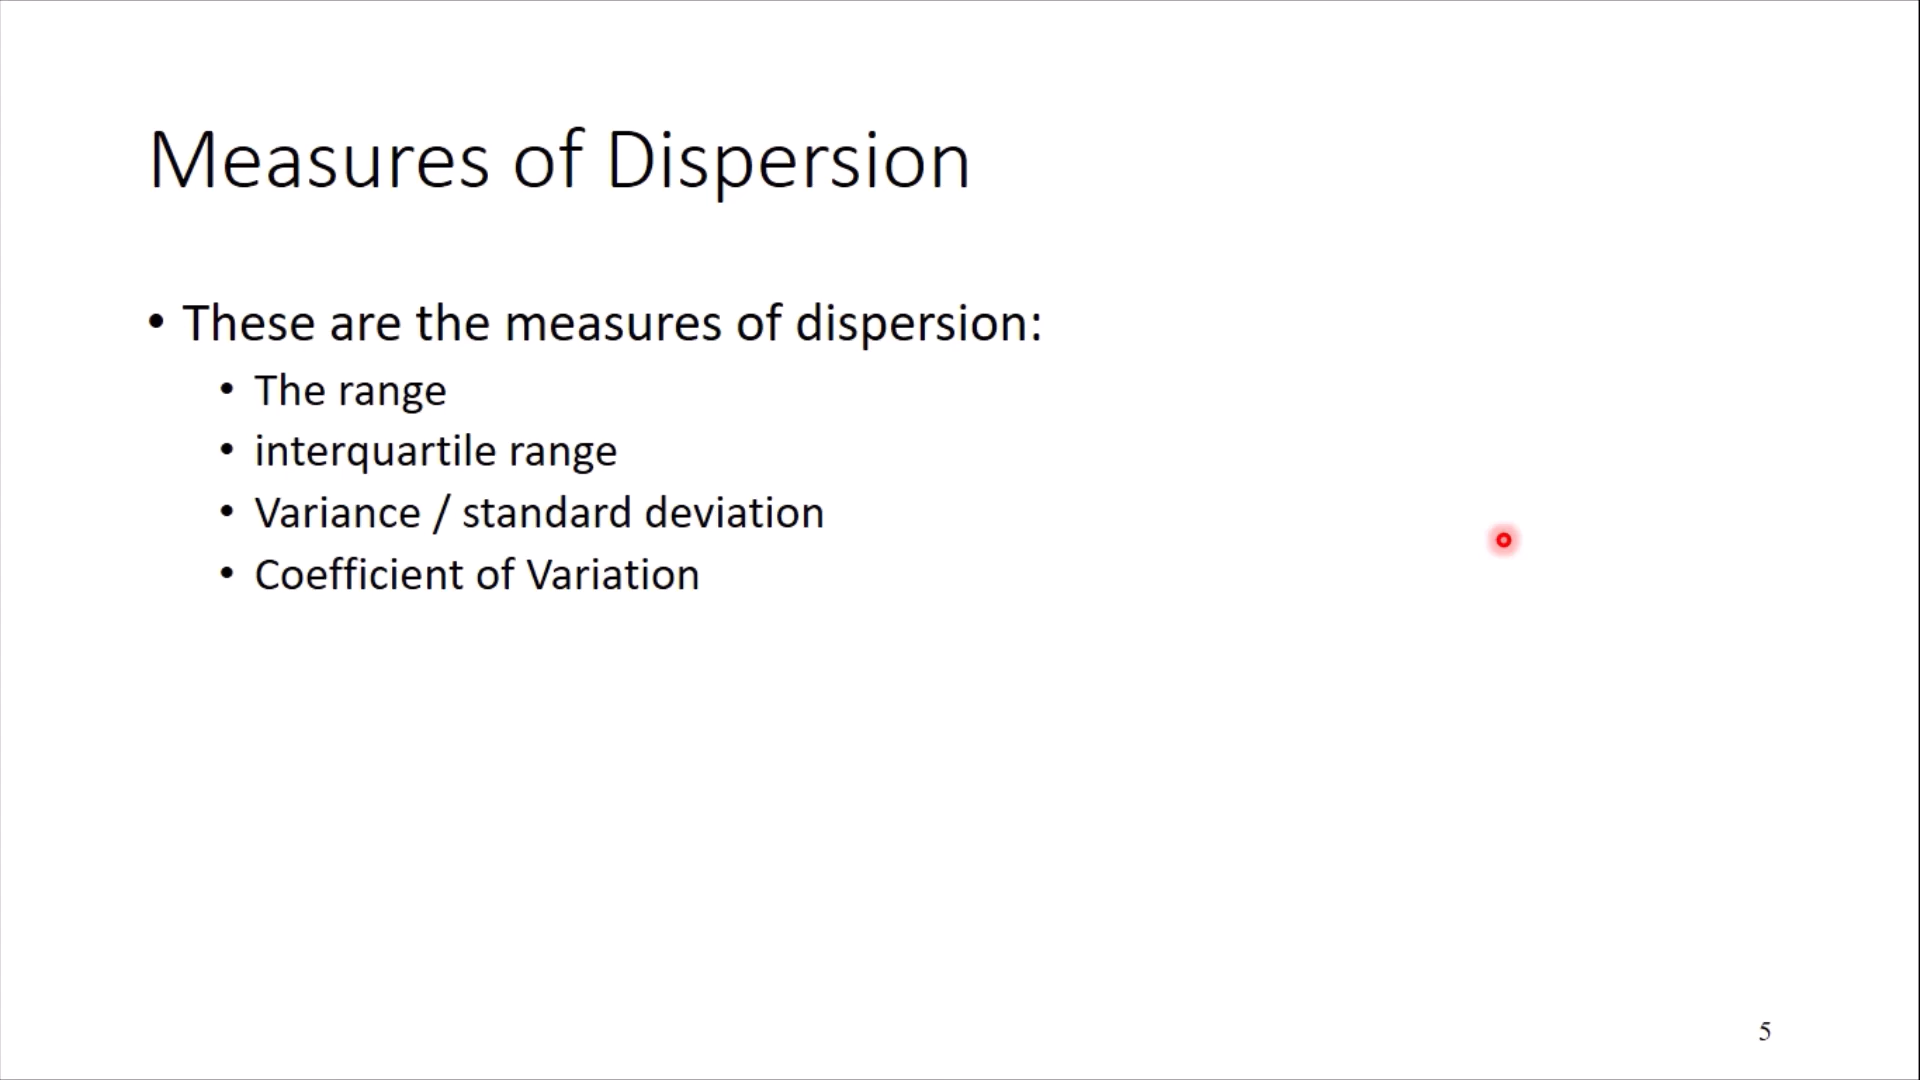 Measures of Dispersion
• These are the measures of dispersion:
• The range
• interquartile range
• Variance / standard deviation
• Coefficient of Variation
5